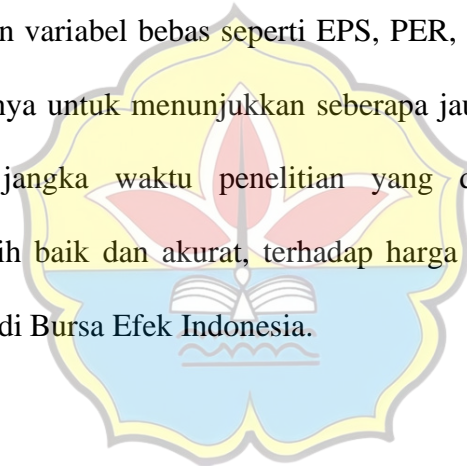 n variabel bebas seperti EPS, PER,
nya untuk menunjukkan seberapa jau
jangka waktu penelitian yang d
ih baik dan akurat, terhadap harga
di Bursa Efek Indonesia.